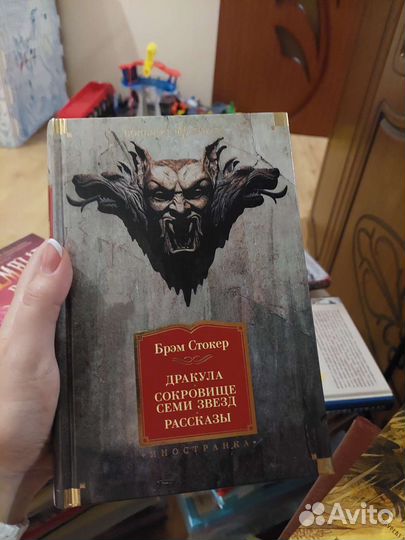 Брэм Стокер
ДРАКУЛА
СОКРОВИЩЕ
СЕМИ ЗВЕЗД
РАССКАЗЫ
•ИНОСТРАНКА•
Avito